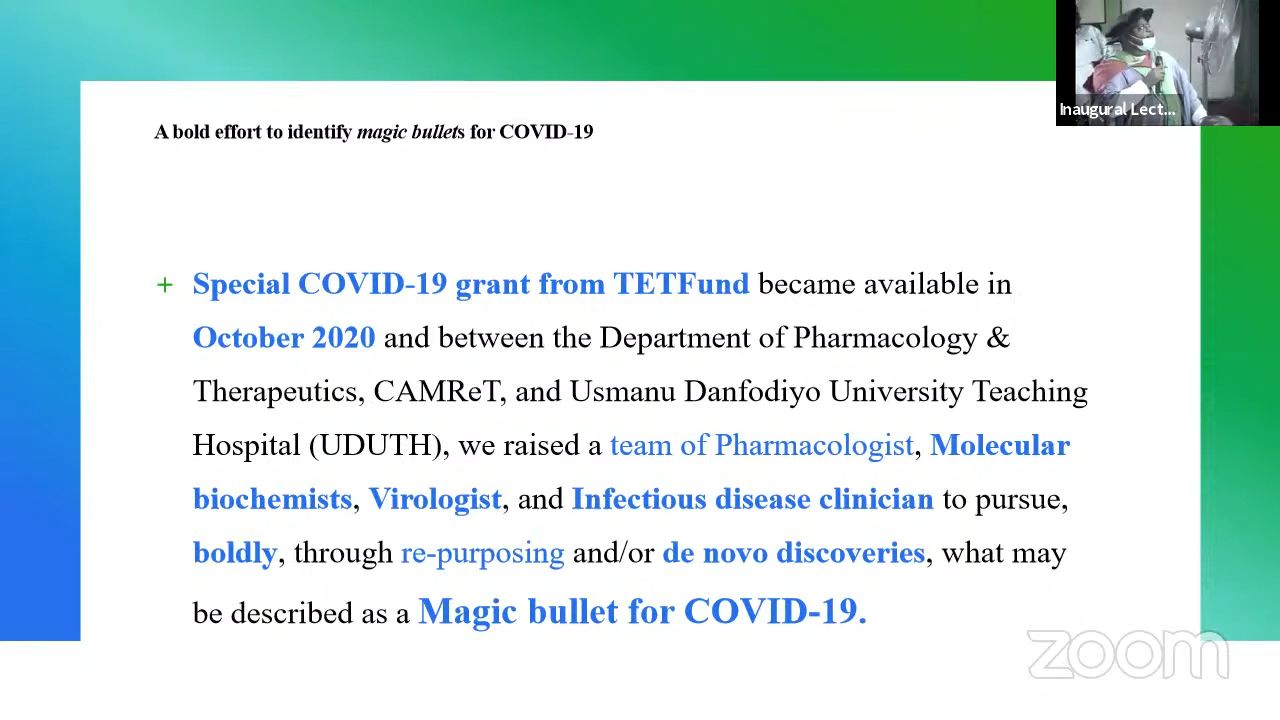 Inaugural Lect...
A bold effort to identify magic bullets for COVID-19
+ Special COVID-19 grant from TETFund became available in
October 2020 and between the Department of Pharmacology &
Therapeutics, CAMReT, and Usmanu Danfodiyo University Teaching
Hospital (UDUTH), we raised a team of Pharmacologist, Molecular
biochemists, Virologist, and Infectious disease clinician to pursue,
boldly, through re-purposing and/or de novo discoveries, what may
be described as a Magic bullet for COVID-19.
zoom